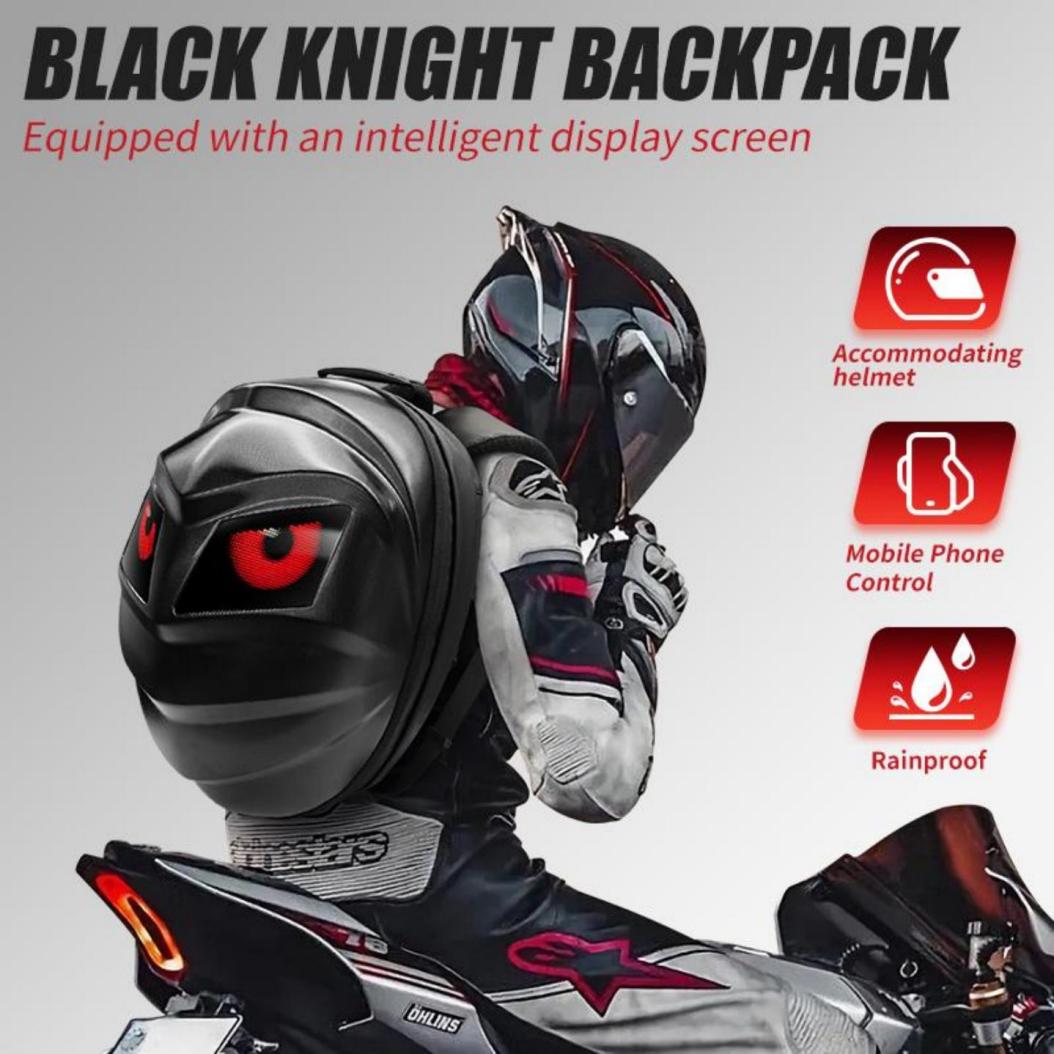 BLACK KNIGHT BACKPACK
Equipped with an intelligent display screen
Accommodating
helmet
Mobile Phone
Control
Rainproof
ÖHLINS